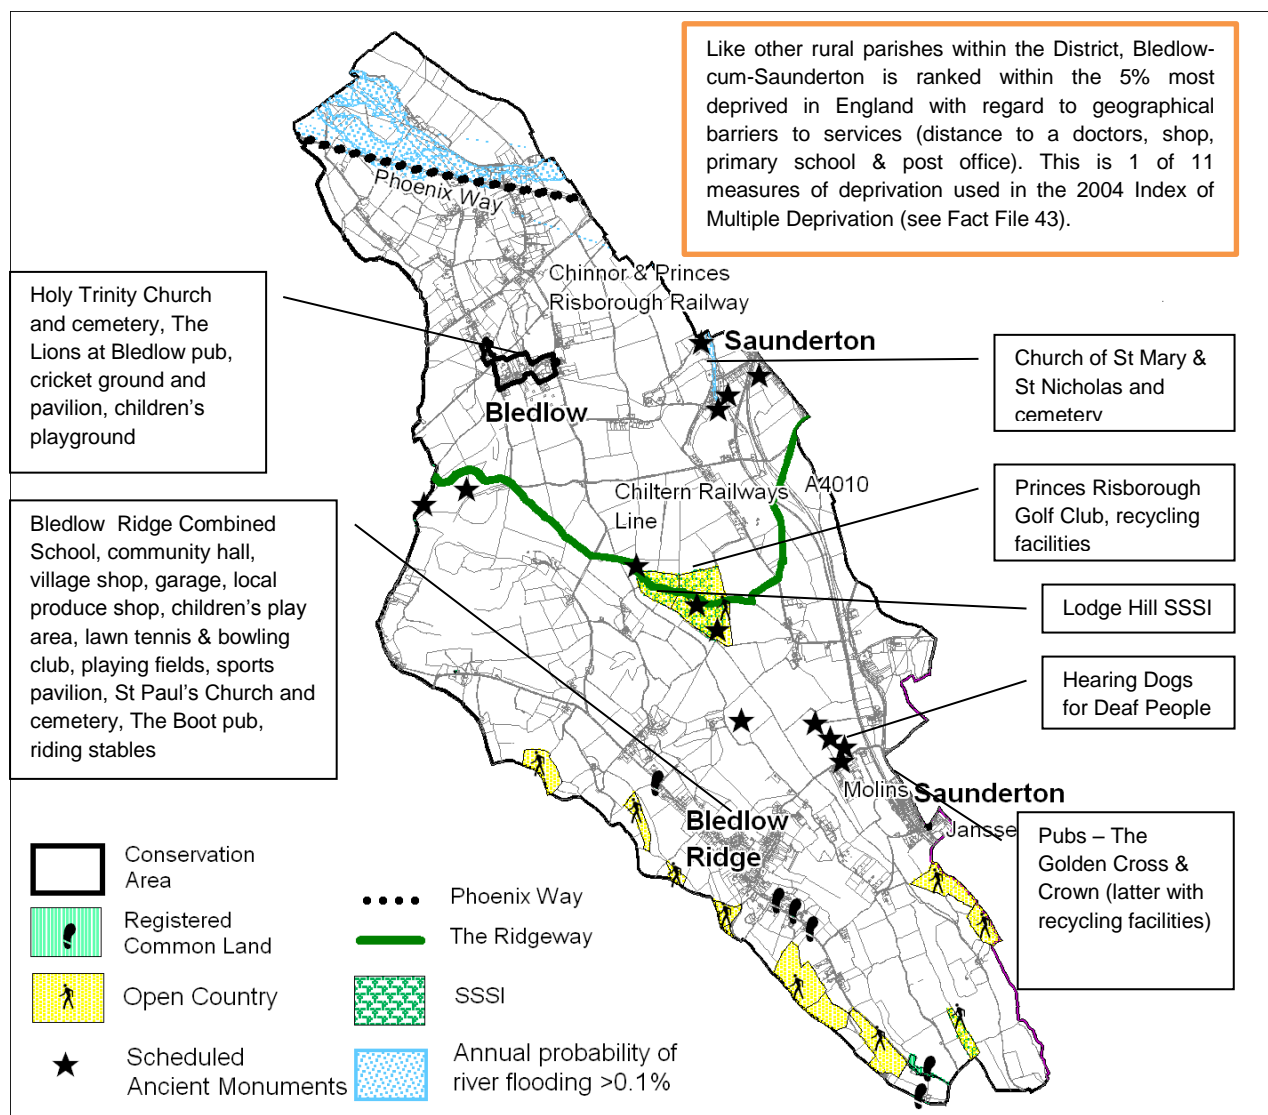 Like other rural parishes within the District, Bledlow-
cum-Saunderton is ranked within the 5% most
deprived in England with regard to geographical
barriers to services (distance to a doctors, shop,
primary school & post office). This is 1 of 11
measures of deprivation used in the 2004 Index of
Multiple Deprivation (see Fact File 43).
Phoenix Way
Chinnor & Princes
Risborough Railway
Holy Trinity Church
and cemetery, The
Lions at Bledlow pub,
cricket ground and
pavilion, children's
playground
Saunderton
Church of St Mary &
St Nicholas and
cemetery
Bledlow
Chiltern Railways
Line
A4010
Princes Risborough
Golf Club, recycling
facilities
Bledlow Ridge Combined
School, community hall,
village shop, garage, local
produce shop, children's play
area, lawn tennis & bowling
club, playing fields, sports
pavilion, St Paul's Church and
cemetery, The Boot pub,
riding stables
Lodge Hill SSSI
Hearing Dogs
for Deaf People
Molins
Saunderton
Jansse
Bledlow
Ridge
Pubs – The
Golden Cross &
Crown (latter with
recycling facilities)
Conservation
Area
Registered
Common Land
Open Country
Scheduled
Ancient Monuments
Phoenix Way
The Ridgeway
SSSI
Annual probability of
river flooding >0.1%